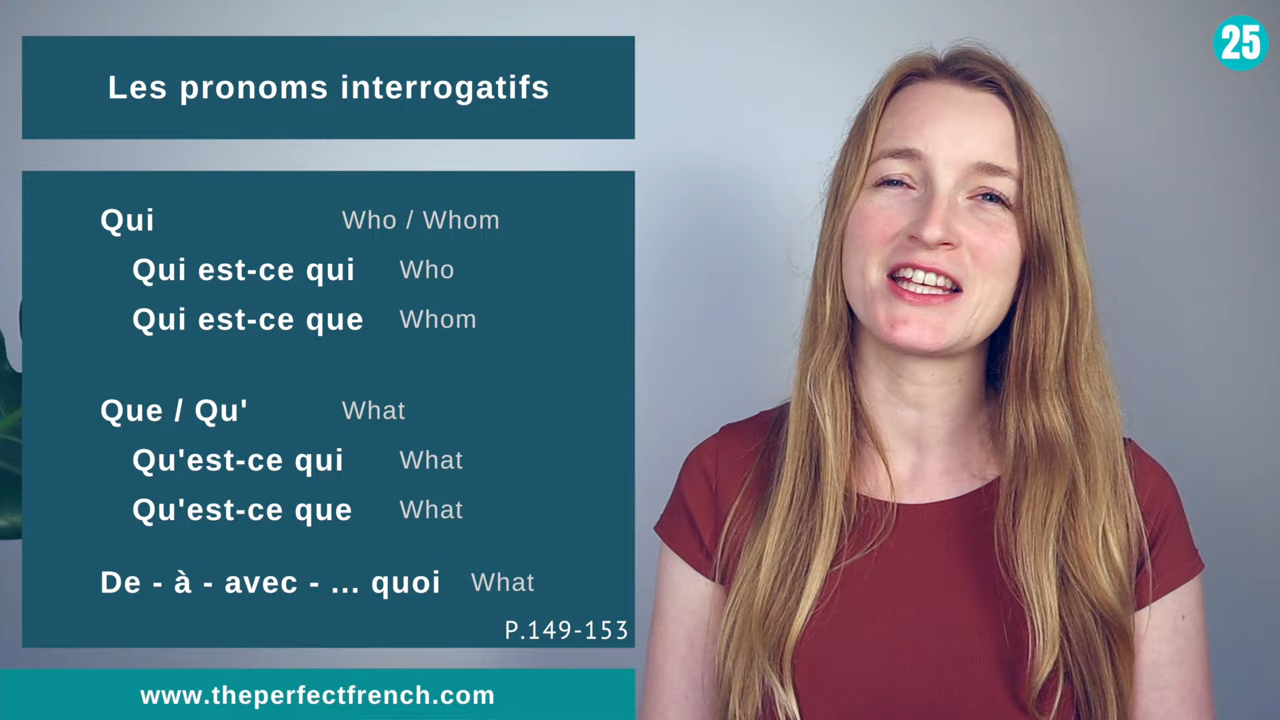 25
Les pronoms interrogatifs
Qui Who / Whom
Qui est-ce qui Who
Qui est-ce que Whom
Que / Qu' What
Qu'est-ce qui What
Qu'est-ce que What
De - à - avec - ... quoi What
P.149-153
www.theperfectfrench.com